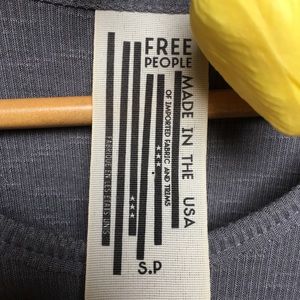 FREE
PEOPLE
MADE IN THE USA
OF IMPORTED FABRIC AND TRIMS
S.P